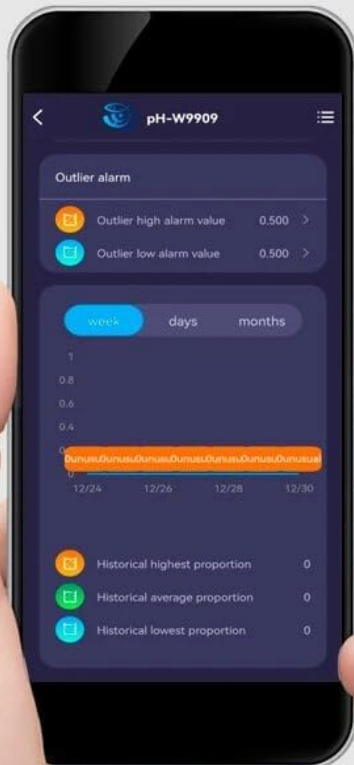 pH-W9909
Outlier alarm
Outlier high alarm value 0.500 >
Outlier low alarm value 0.500 >
week days months
1
0.8
0.6
0.4
0unusu0unusu0unusu0unusu0unusu0unusu0unusual
0
12/24 12/26 12/28 12/30
Historical highest proportion 0
Historical average proportion 0
Historical lowest proportion 0